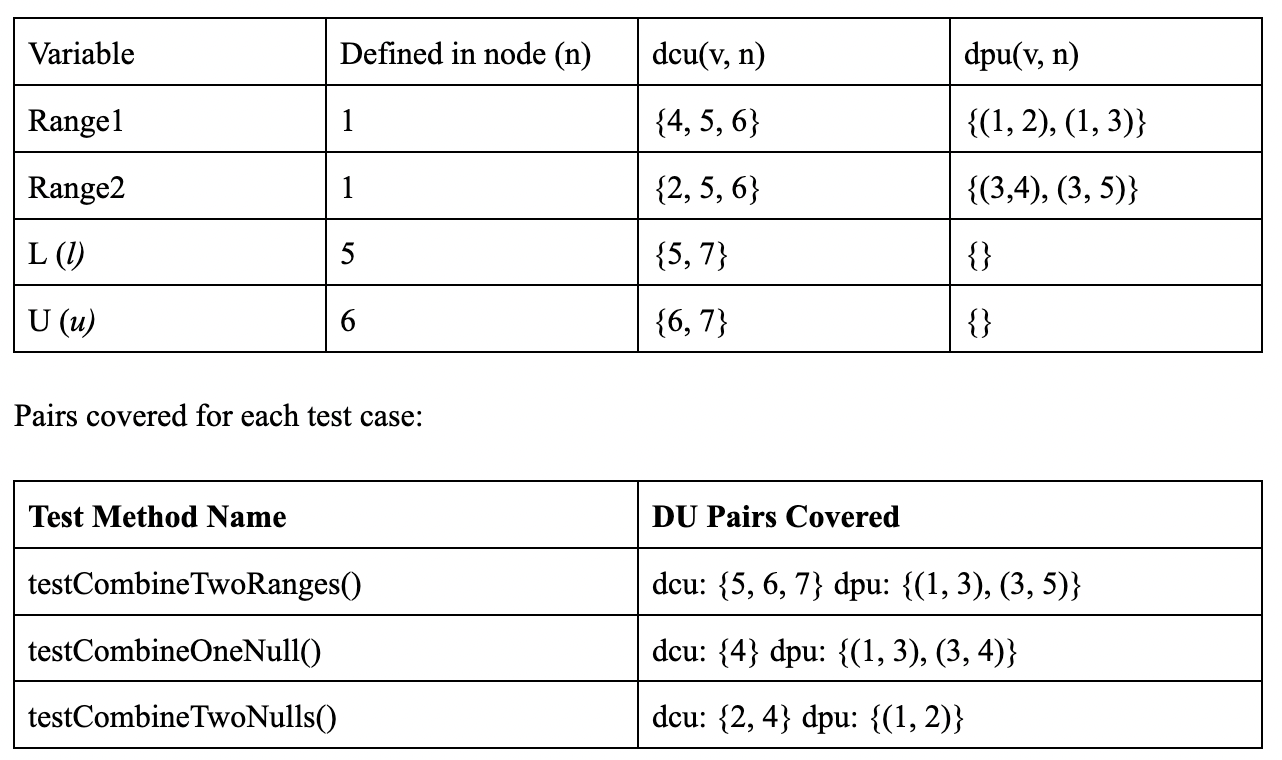 Variable Defined in node (n) dcu(v, n) dpu(v, n)
Range1 1 {4, 5, 6} {(1, 2), (1, 3)}
Range2 1 {2, 5, 6} {(3,4), (3, 5)}
L (l) 5 {5, 7} {}
U (u) 6 {6, 7} {}
Pairs covered for each test case:
Test Method Name DU Pairs Covered
testCombineTwoRanges() dcu: {5, 6, 7} dpu: {(1, 3), (3, 5)}
testCombineOneNull() dcu: {4} dpu: {(1, 3), (3, 4)}
testCombineTwoNulls() dcu: {2, 4} dpu: {(1, 2)}